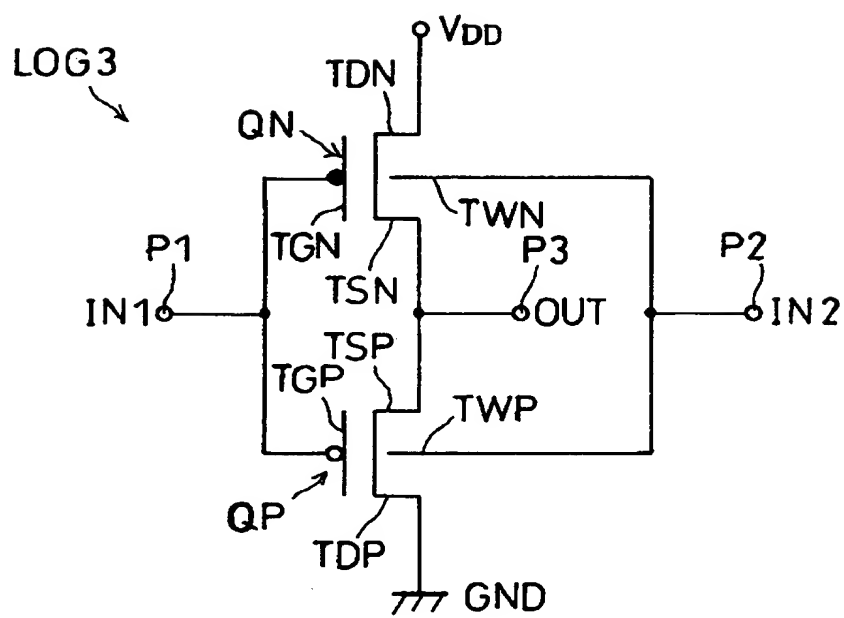 LOG3
VDD
TDN
QN
TWN
TGN
P1
TSN
P3
P2
IN1
OUT
IN2
TSP
TGP
TWP
QP
TDP
GND